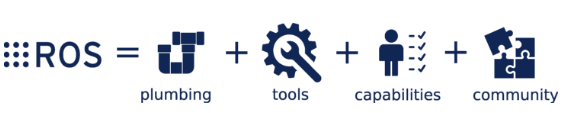 ROS = + + +
plumbing tools capabilities community